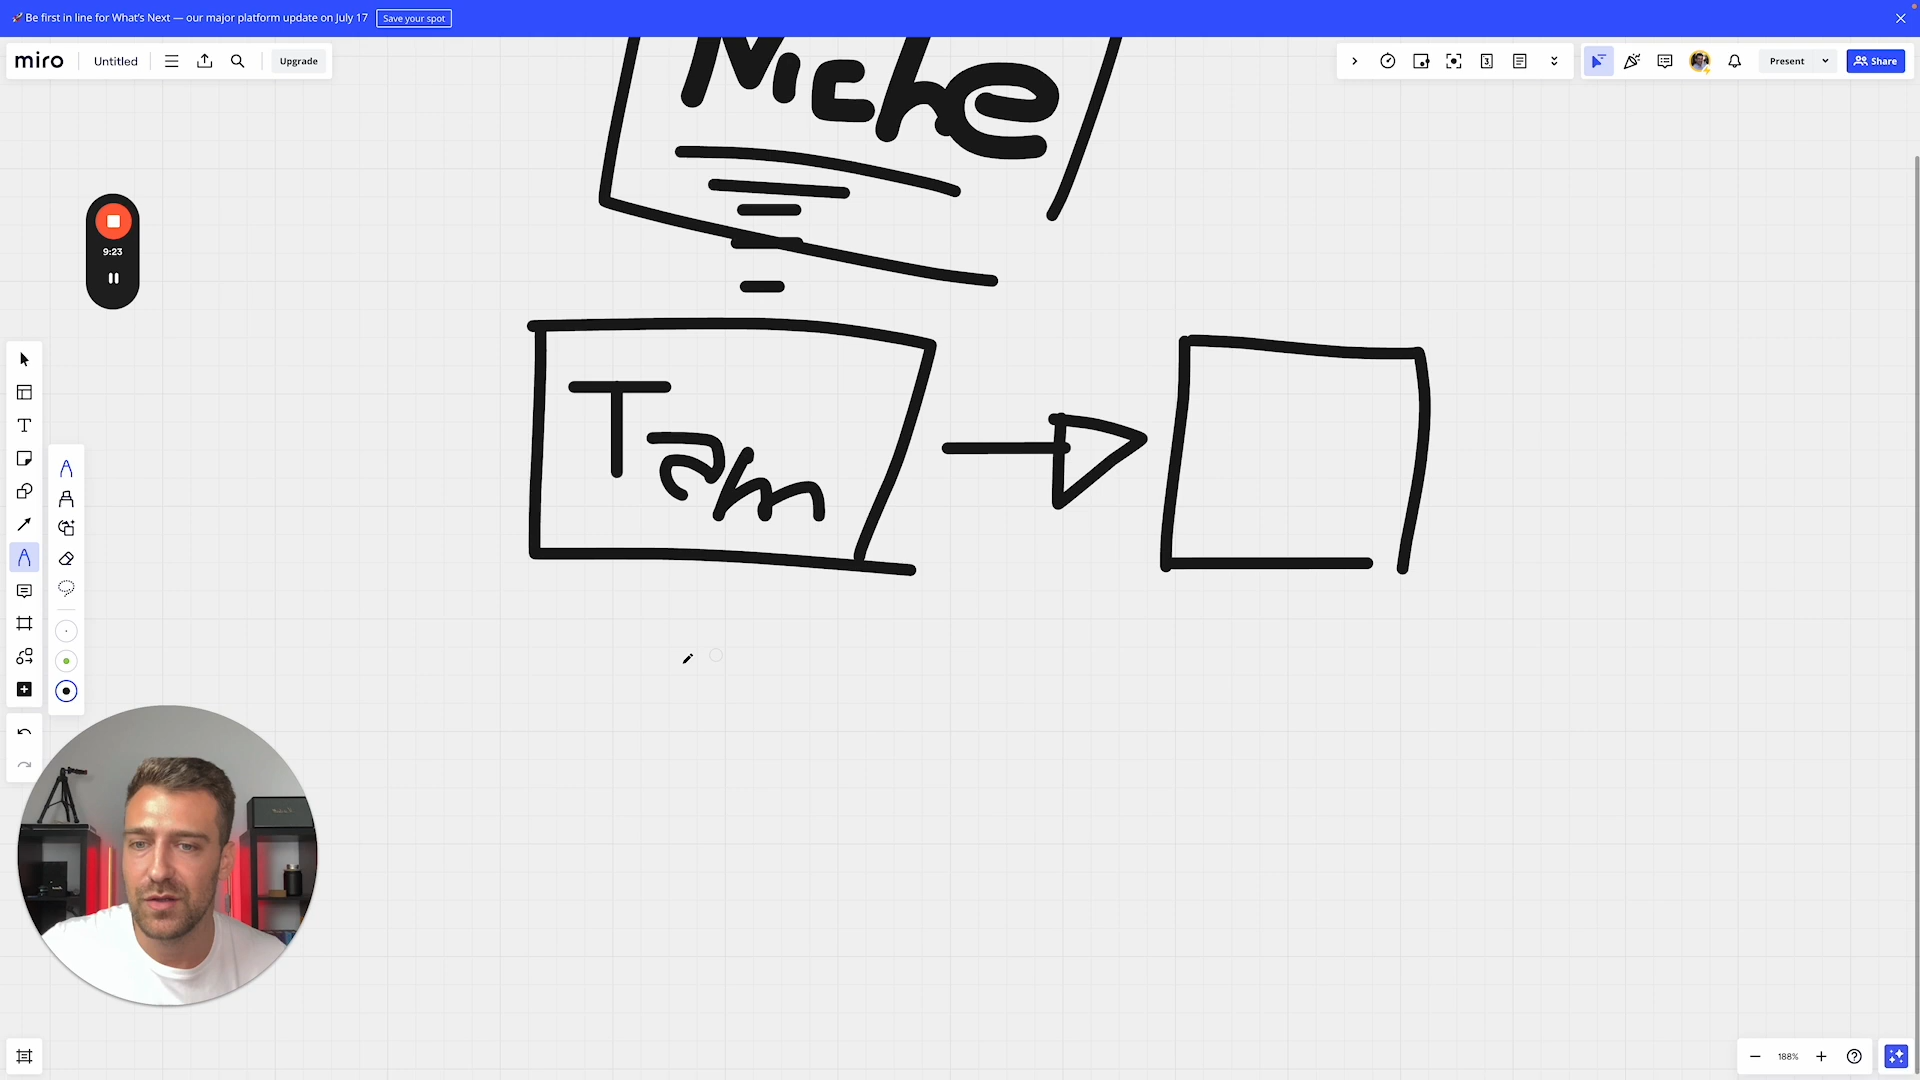 🚀 Be first in line for What's Next — our major platform update on July 17 Save your spot
miro Untitled Upgrade
3 Present Share
Niche
9:23
Tam
188%